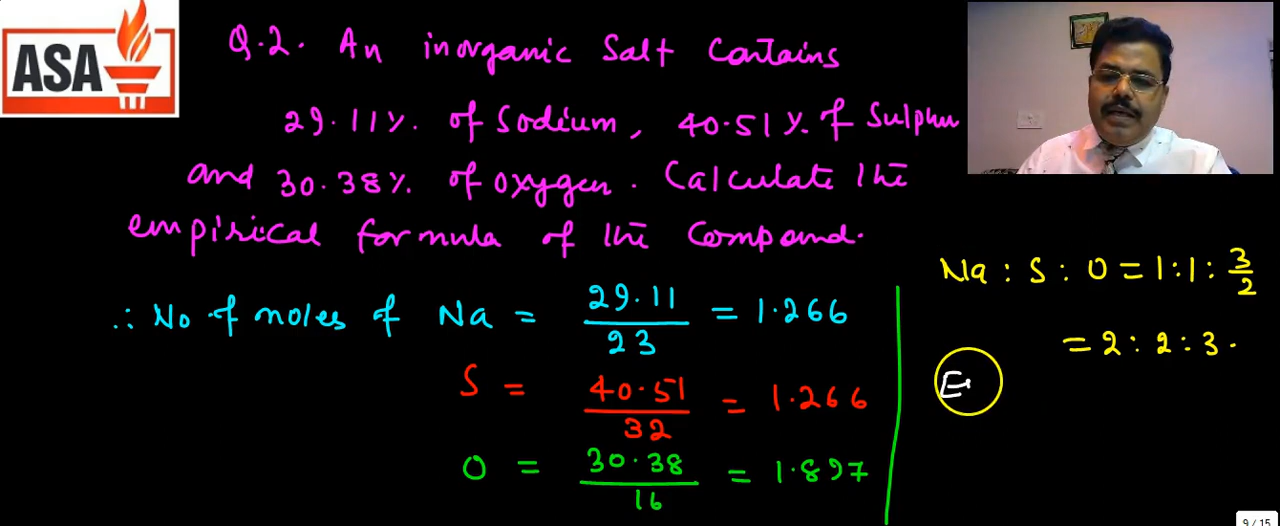 ASA
Q.2. An inorganic Salt Contains
29.11%. of Sodium, 40.51%. of Sulphur
and 30.38%. of oxygen. Calculate the
empirical formula of the Compound.
∴ No of moles of Na = 29.11/23 = 1.266
S = 40.51/32 = 1.266
O = 30.38/16 = 1.897
Na : S : O = 1:1: 3/2
= 2:2:3.
E
9/15